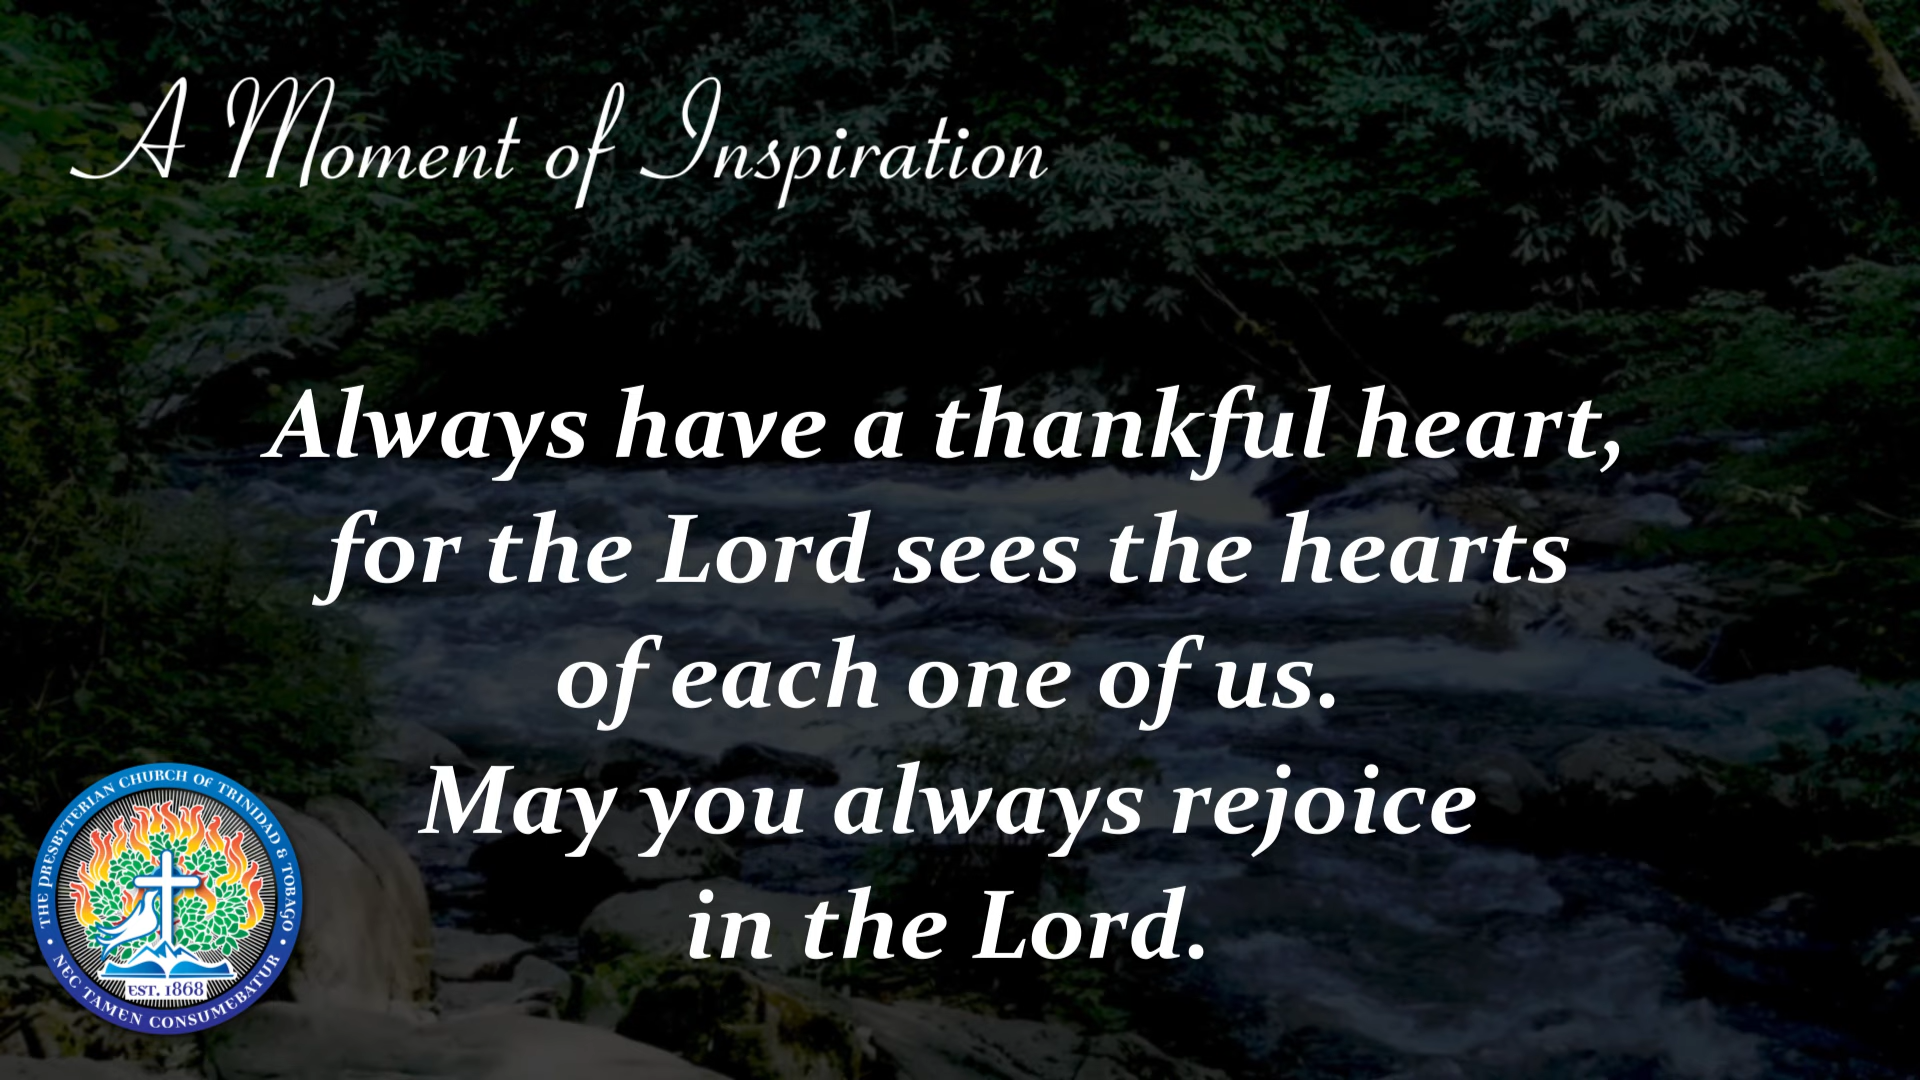 A Moment of Inspiration
Always have a thankful heart,
for the Lord sees the hearts
of each one of us.
May you always rejoice
in the Lord.
THE PRESBYTERIAN CHURCH OF TRINIDAD & TOBAGO
EST. 1868
• NEC TAMEN CONSUMEBATUR •